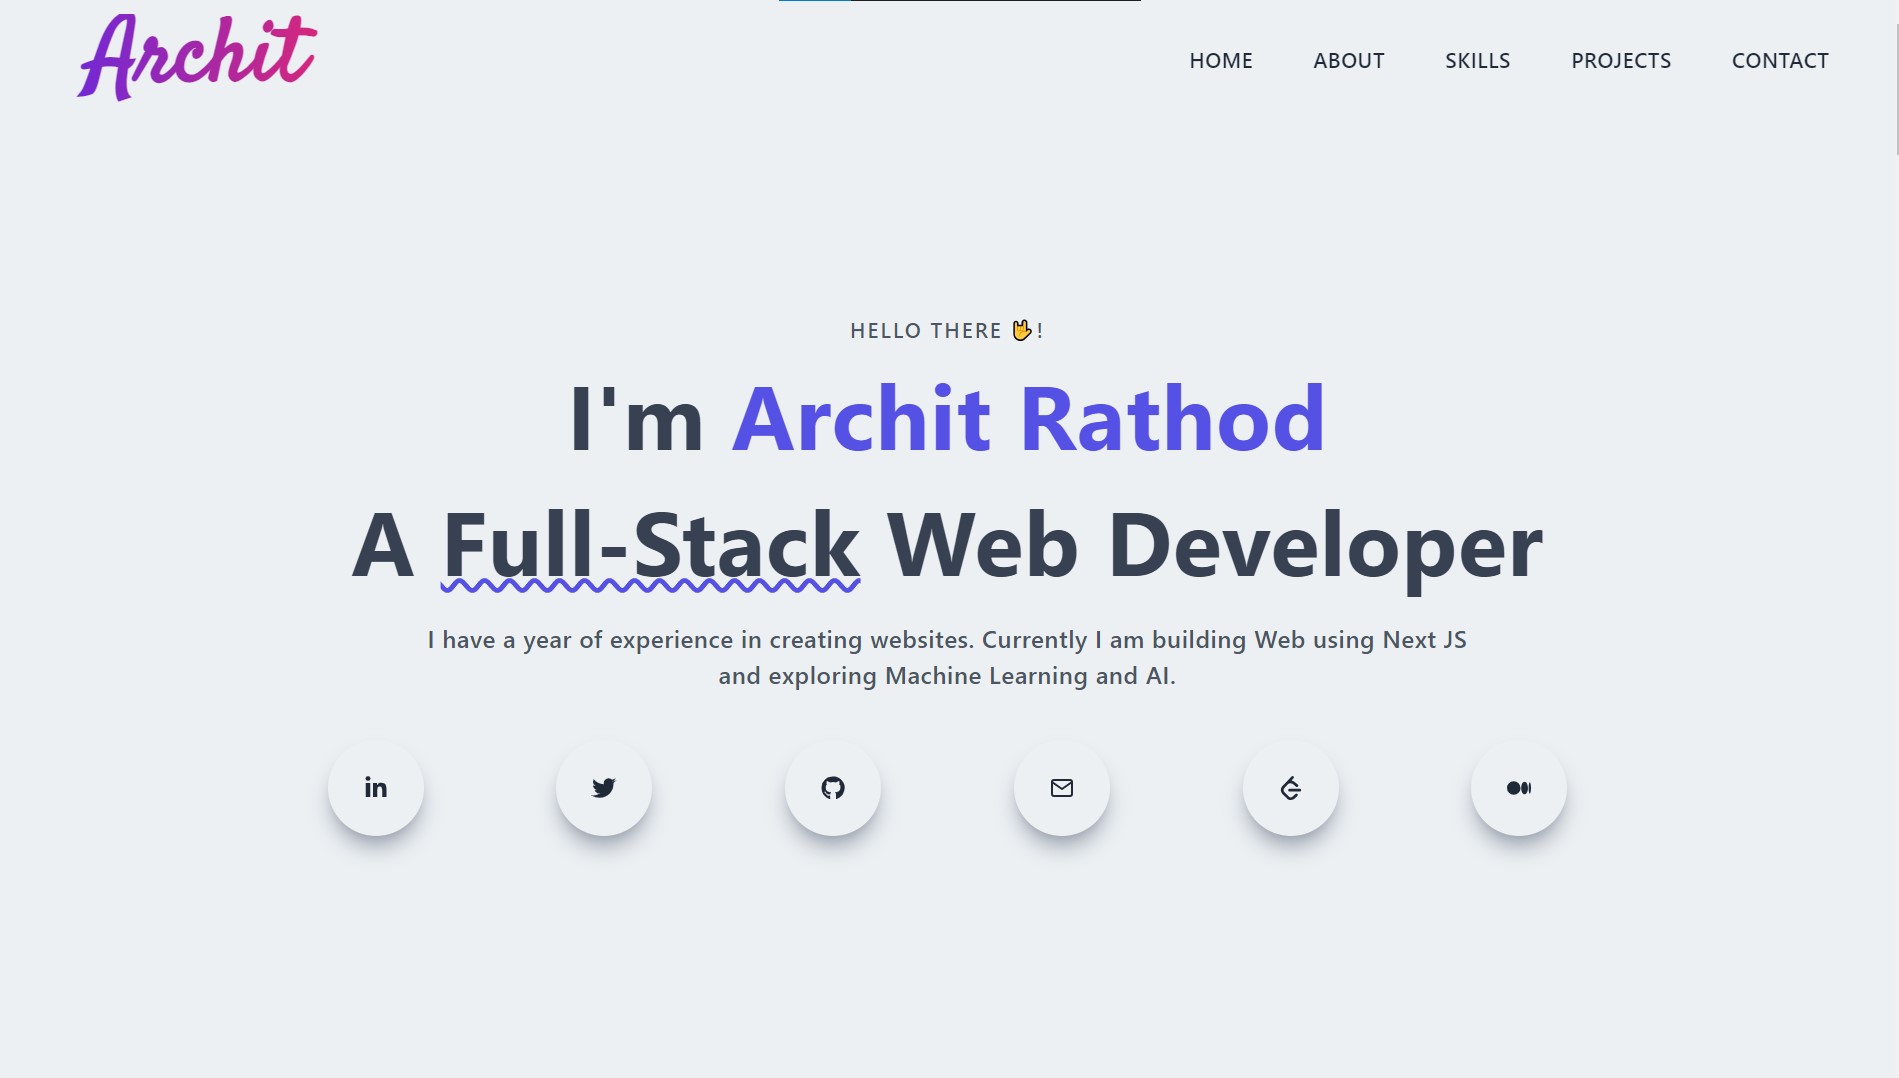 Archit
HOME ABOUT SKILLS PROJECTS CONTACT
HELLO THERE 🤟!
I'm Archit Rathod
A Full-Stack Web Developer
I have a year of experience in creating websites. Currently I am building Web using Next JS
and exploring Machine Learning and AI.
in